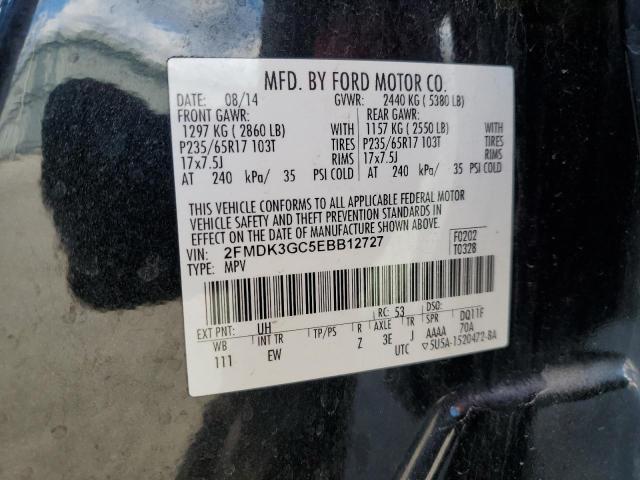 MFD. BY FORD MOTOR CO.
DATE: 08/14 GVWR: 2440 KG ( 5380 LB)
FRONT GAWR: REAR GAWR:
1297 KG ( 2860 LB) WITH 1157 KG ( 2550 LB) WITH
P235/65R17 103T TIRES P235/65R17 103T TIRES
17x7.5J RIMS 17x7.5J RIMS
AT 240 kPa/ 35 PSI COLD AT 240 kPa/ 35 PSI COLD
THIS VEHICLE CONFORMS TO ALL APPLICABLE FEDERAL MOTOR
VEHICLE SAFETY AND THEFT PREVENTION STANDARDS IN
EFFECT ON THE DATE OF MANUFACTURE SHOWN ABOVE.
VIN: 2FMDK3GC5EBB12727 F0202
TYPE: MPV T0328
EXT PNT: UH RC: 53 DSO:
WB INT TR TP/PS R AXLE TR SPR DQ11F
111 EW Z 3E J AAAA 70A
UTC ▽5U5A-1520472-BA